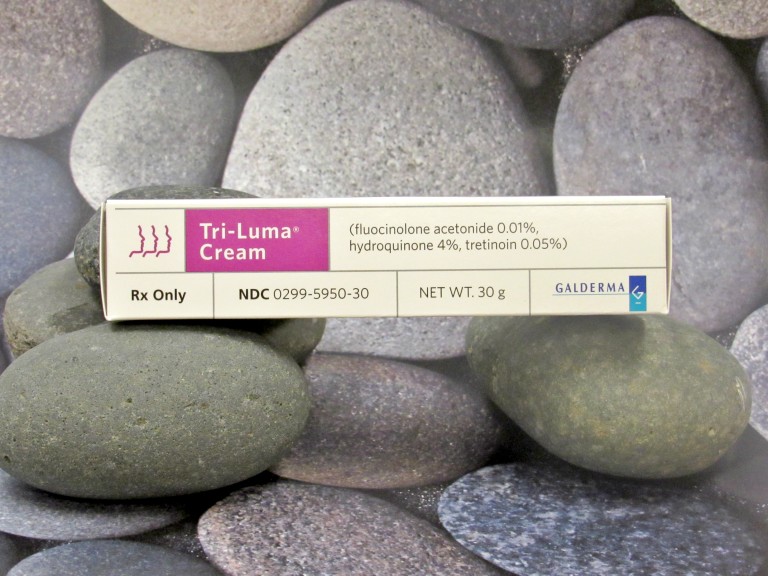 Tri-Luma®
Cream
(fluocinolone acetonide 0.01%,
hydroquinone 4%, tretinoin 0.05%)
Rx Only
NDC 0299-5950-30
NET WT. 30 g
GALDERMA